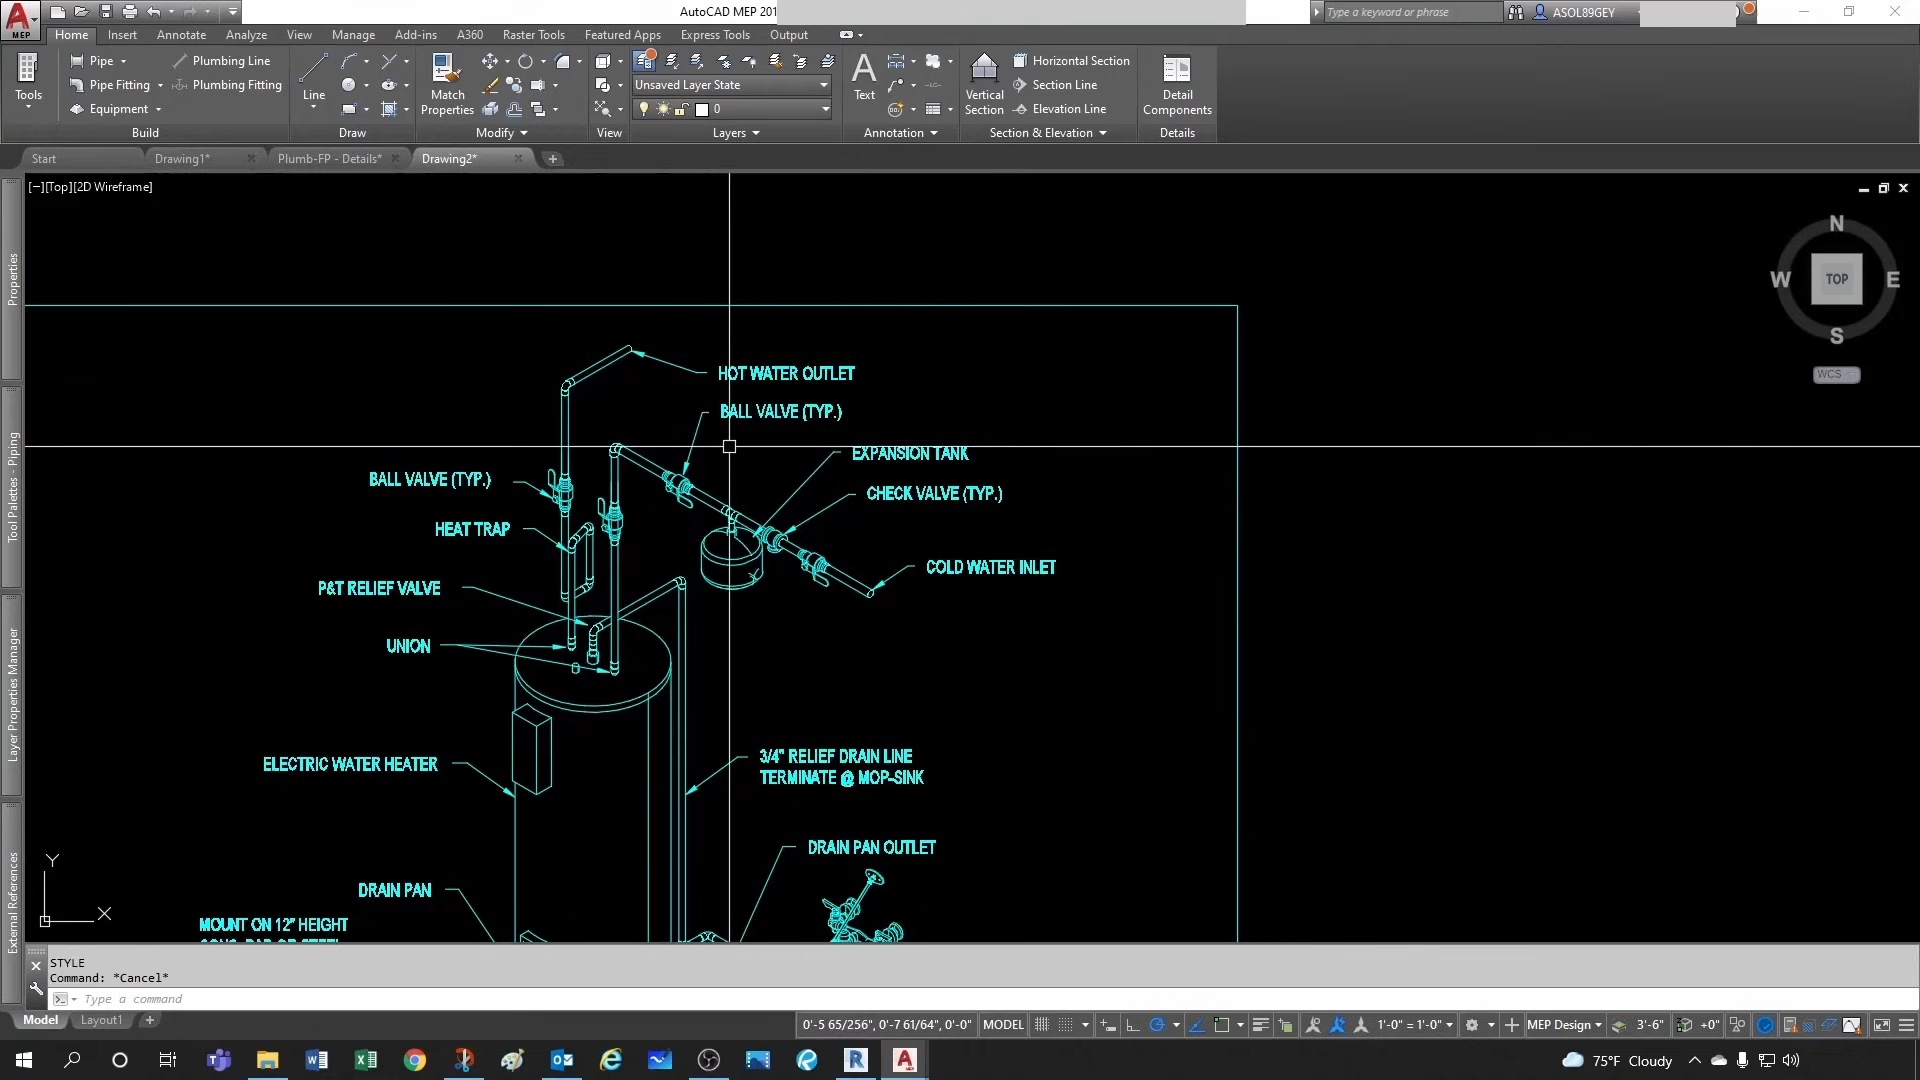 AutoCAD MEP 201
Type a keyword or phrase
ASOL89GEY
MEP
Home Insert Annotate Analyze View Manage Add-ins A360 Raster Tools Featured Apps Express Tools Output
Tools
Pipe
Pipe Fitting
Equipment
Plumbing Line
Plumbing Fitting
Build
Line
Draw
Match
Properties
Modify
View
Unsaved Layer State
0
Layers
Text
Annotation
Vertical
Section
Horizontal Section
Section Line
Elevation Line
Section & Elevation
Detail
Components
Details
Start Drawing1* Plumb-FP - Details* Drawing2*
[−][Top][2D Wireframe]
Properties
Tool Palettes - Piping
Layer Properties Manager
External References
N
W TOP E
S
WCS
HOT WATER OUTLET
BALL VALVE (TYP.)
EXPANSION TANK
BALL VALVE (TYP.)
CHECK VALVE (TYP.)
HEAT TRAP
COLD WATER INLET
P&T RELIEF VALVE
UNION
ELECTRIC WATER HEATER
3/4" RELIEF DRAIN LINE
TERMINATE @ MOP-SINK
DRAIN PAN OUTLET
DRAIN PAN
MOUNT ON 12" HEIGHT
Y
X
STYLE
Command: *Cancel*
Type a command
Model Layout1
0'-5 65/256", 0'-7 61/64", 0'-0" MODEL 1'-0" = 1'-0" MEP Design 3'-6" +0"
75°F Cloudy